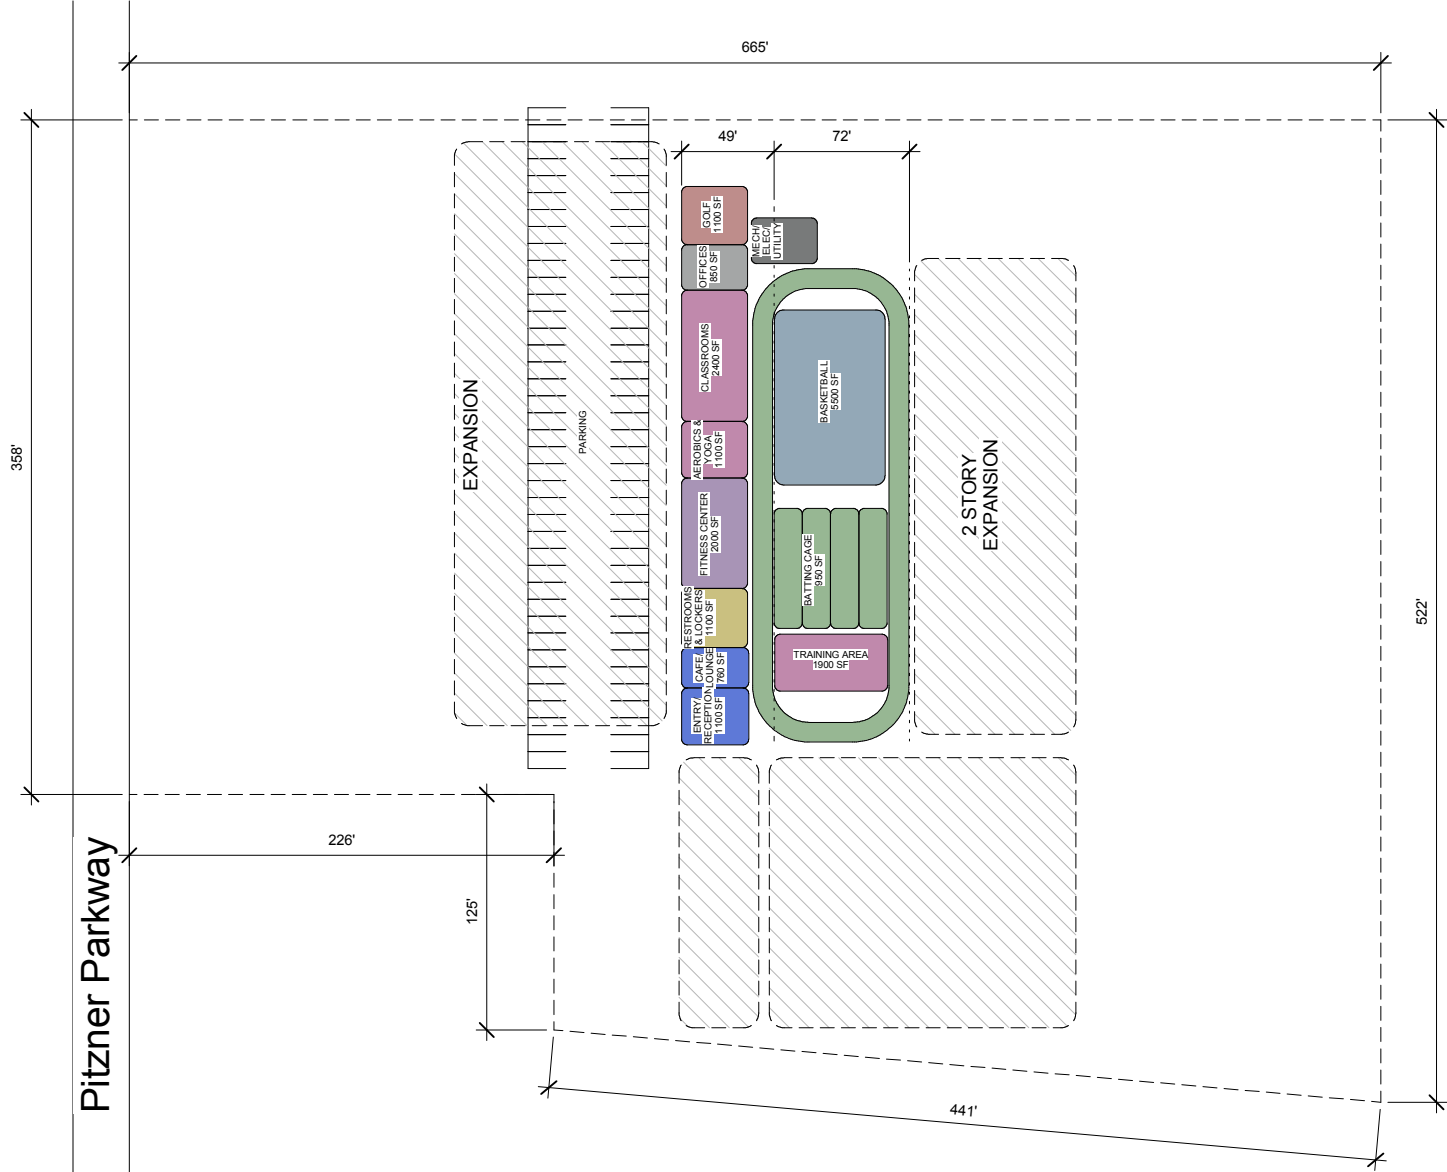 665'
49'
72'
358'
GOLF
1100 SF
MECH/
ELEC/
UTILITY
OFFICES
850 SF
CLASSROOMS
2400 SF
BASKETBALL
5500 SF
EXPANSION
PARKING
AEROBICS &
YOGA
1100 SF
2 STORY
EXPANSION
FITNESS CENTER
2000 SF
BATTING CAGE
950 SF
RESTROOMS
& LOCKERS
1100 SF
CAFE/
LOUNGE
760 SF
TRAINING AREA
1900 SF
ENTRY/
RECEPTION
1100 SF
522'
226'
125'
Pitzner Parkway
441'